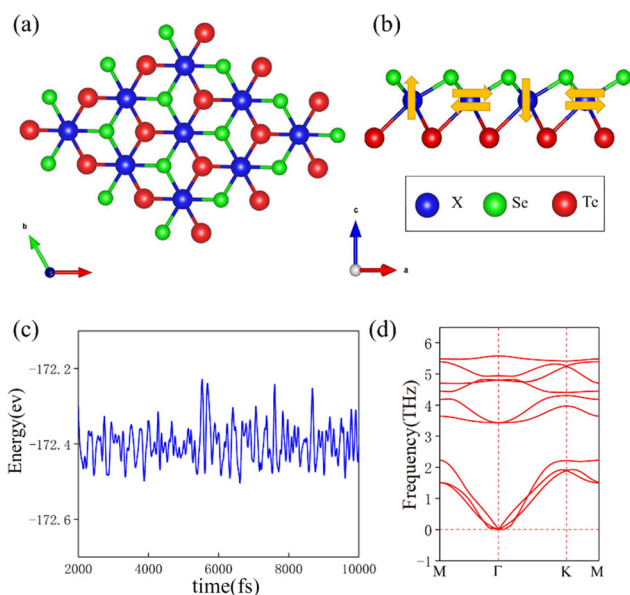 (a)
(b)
b
c
a
X
Se
Te
(c)
(d)
Energy(ev)
-172.2
-172.4
-172.6
2000
4000
6000
8000
10000
time(fs)
Frequency(THz)
6
5
4
3
2
1
0
-1
M
Γ
K
M